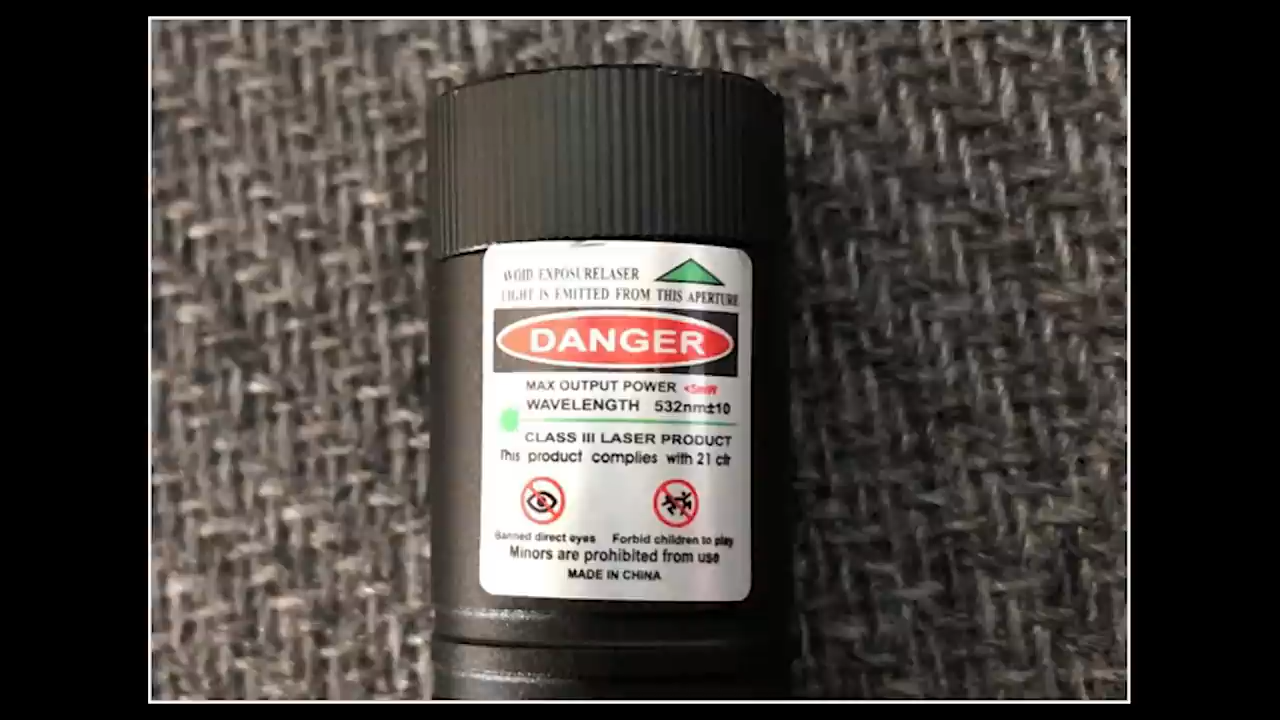 AVOID EXPOSURELASER
LIGHT IS EMITTED FROM THIS APERTURE
DANGER
MAX OUTPUT POWER <5mW
WAVELENGTH 532nm±10
CLASS III LASER PRODUCT
This product complies with 21 cfr
Banned direct eyes Forbid children to play
Minors are prohibited from use
MADE IN CHINA